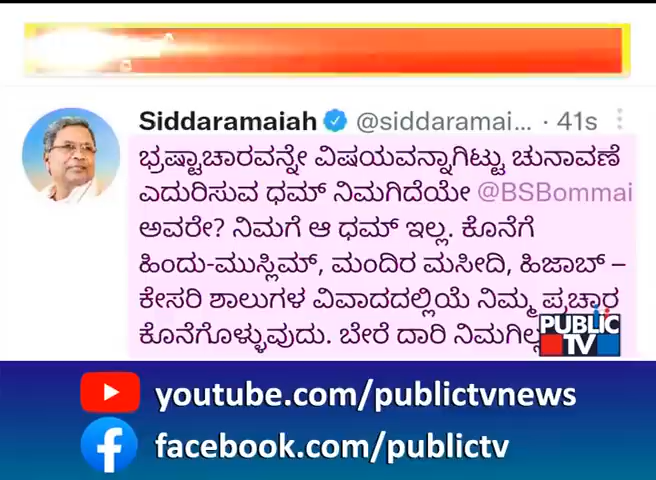 Siddaramaiah @siddaramai... · 41s
ಭ್ರಷ್ಟಾಚಾರವನ್ನೇ ವಿಷಯವನ್ನಾಗಿಟ್ಟು ಚುನಾವಣೆ
ಎದುರಿಸುವ ಧಮ್ ನಿಮಗಿದೆಯೇ @BSBommai
ಅವರೇ? ನಿಮಗೆ ಆ ಧಮ್ ಇಲ್ಲ. ಕೊನೆಗೆ
ಹಿಂದು-ಮುಸ್ಲಿಮ್, ಮಂದಿರ ಮಸೀದಿ, ಹಿಜಾಬ್ –
ಕೇಸರಿ ಶಾಲುಗಳ ವಿವಾದದಲ್ಲಿಯೆ ನಿಮ್ಮ ಪ್ರಚಾರ
ಕೊನೆಗೊಳ್ಳುವುದು. ಬೇರೆ ದಾರಿ
PUBLIC
TV
youtube.com/publictvnews
facebook.com/publictv